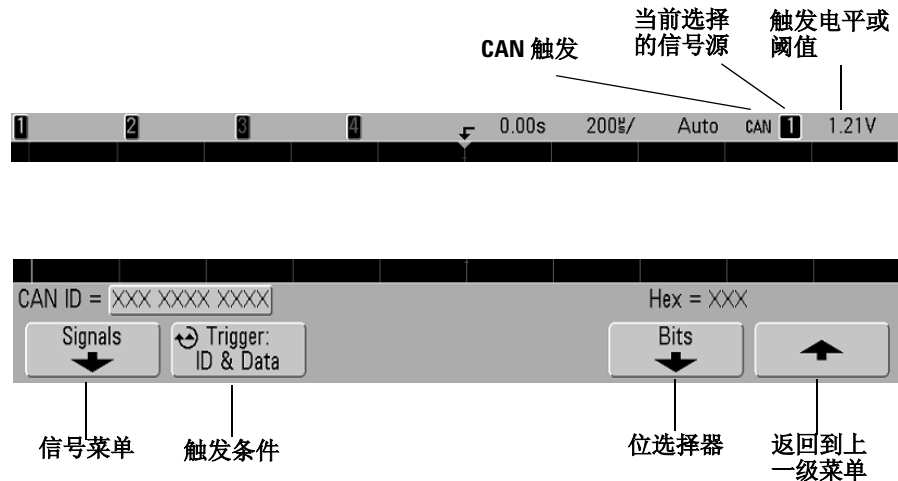 CAN 触发
当前选择
的信号源
触发电平或
阈值
1 2 3 4 0.00s 200㎲/ Auto CAN 1 1.21V
CAN ID = XXX XXXX XXXX Hex = XXX
Signals
Trigger:
ID & Data
Bits
信号菜单
触发条件
位选择器
返回到上
一级菜单